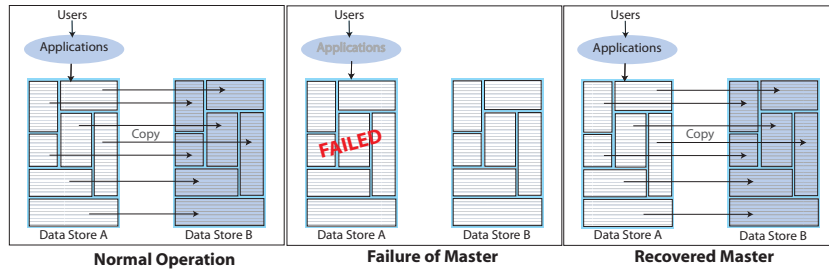 Users
Applications
Copy
Data Store A
Data Store B
Normal Operation
Users
Applications
FAILED
Data Store A
Data Store B
Failure of Master
Users
Applications
Copy
Data Store A
Data Store B
Recovered Master